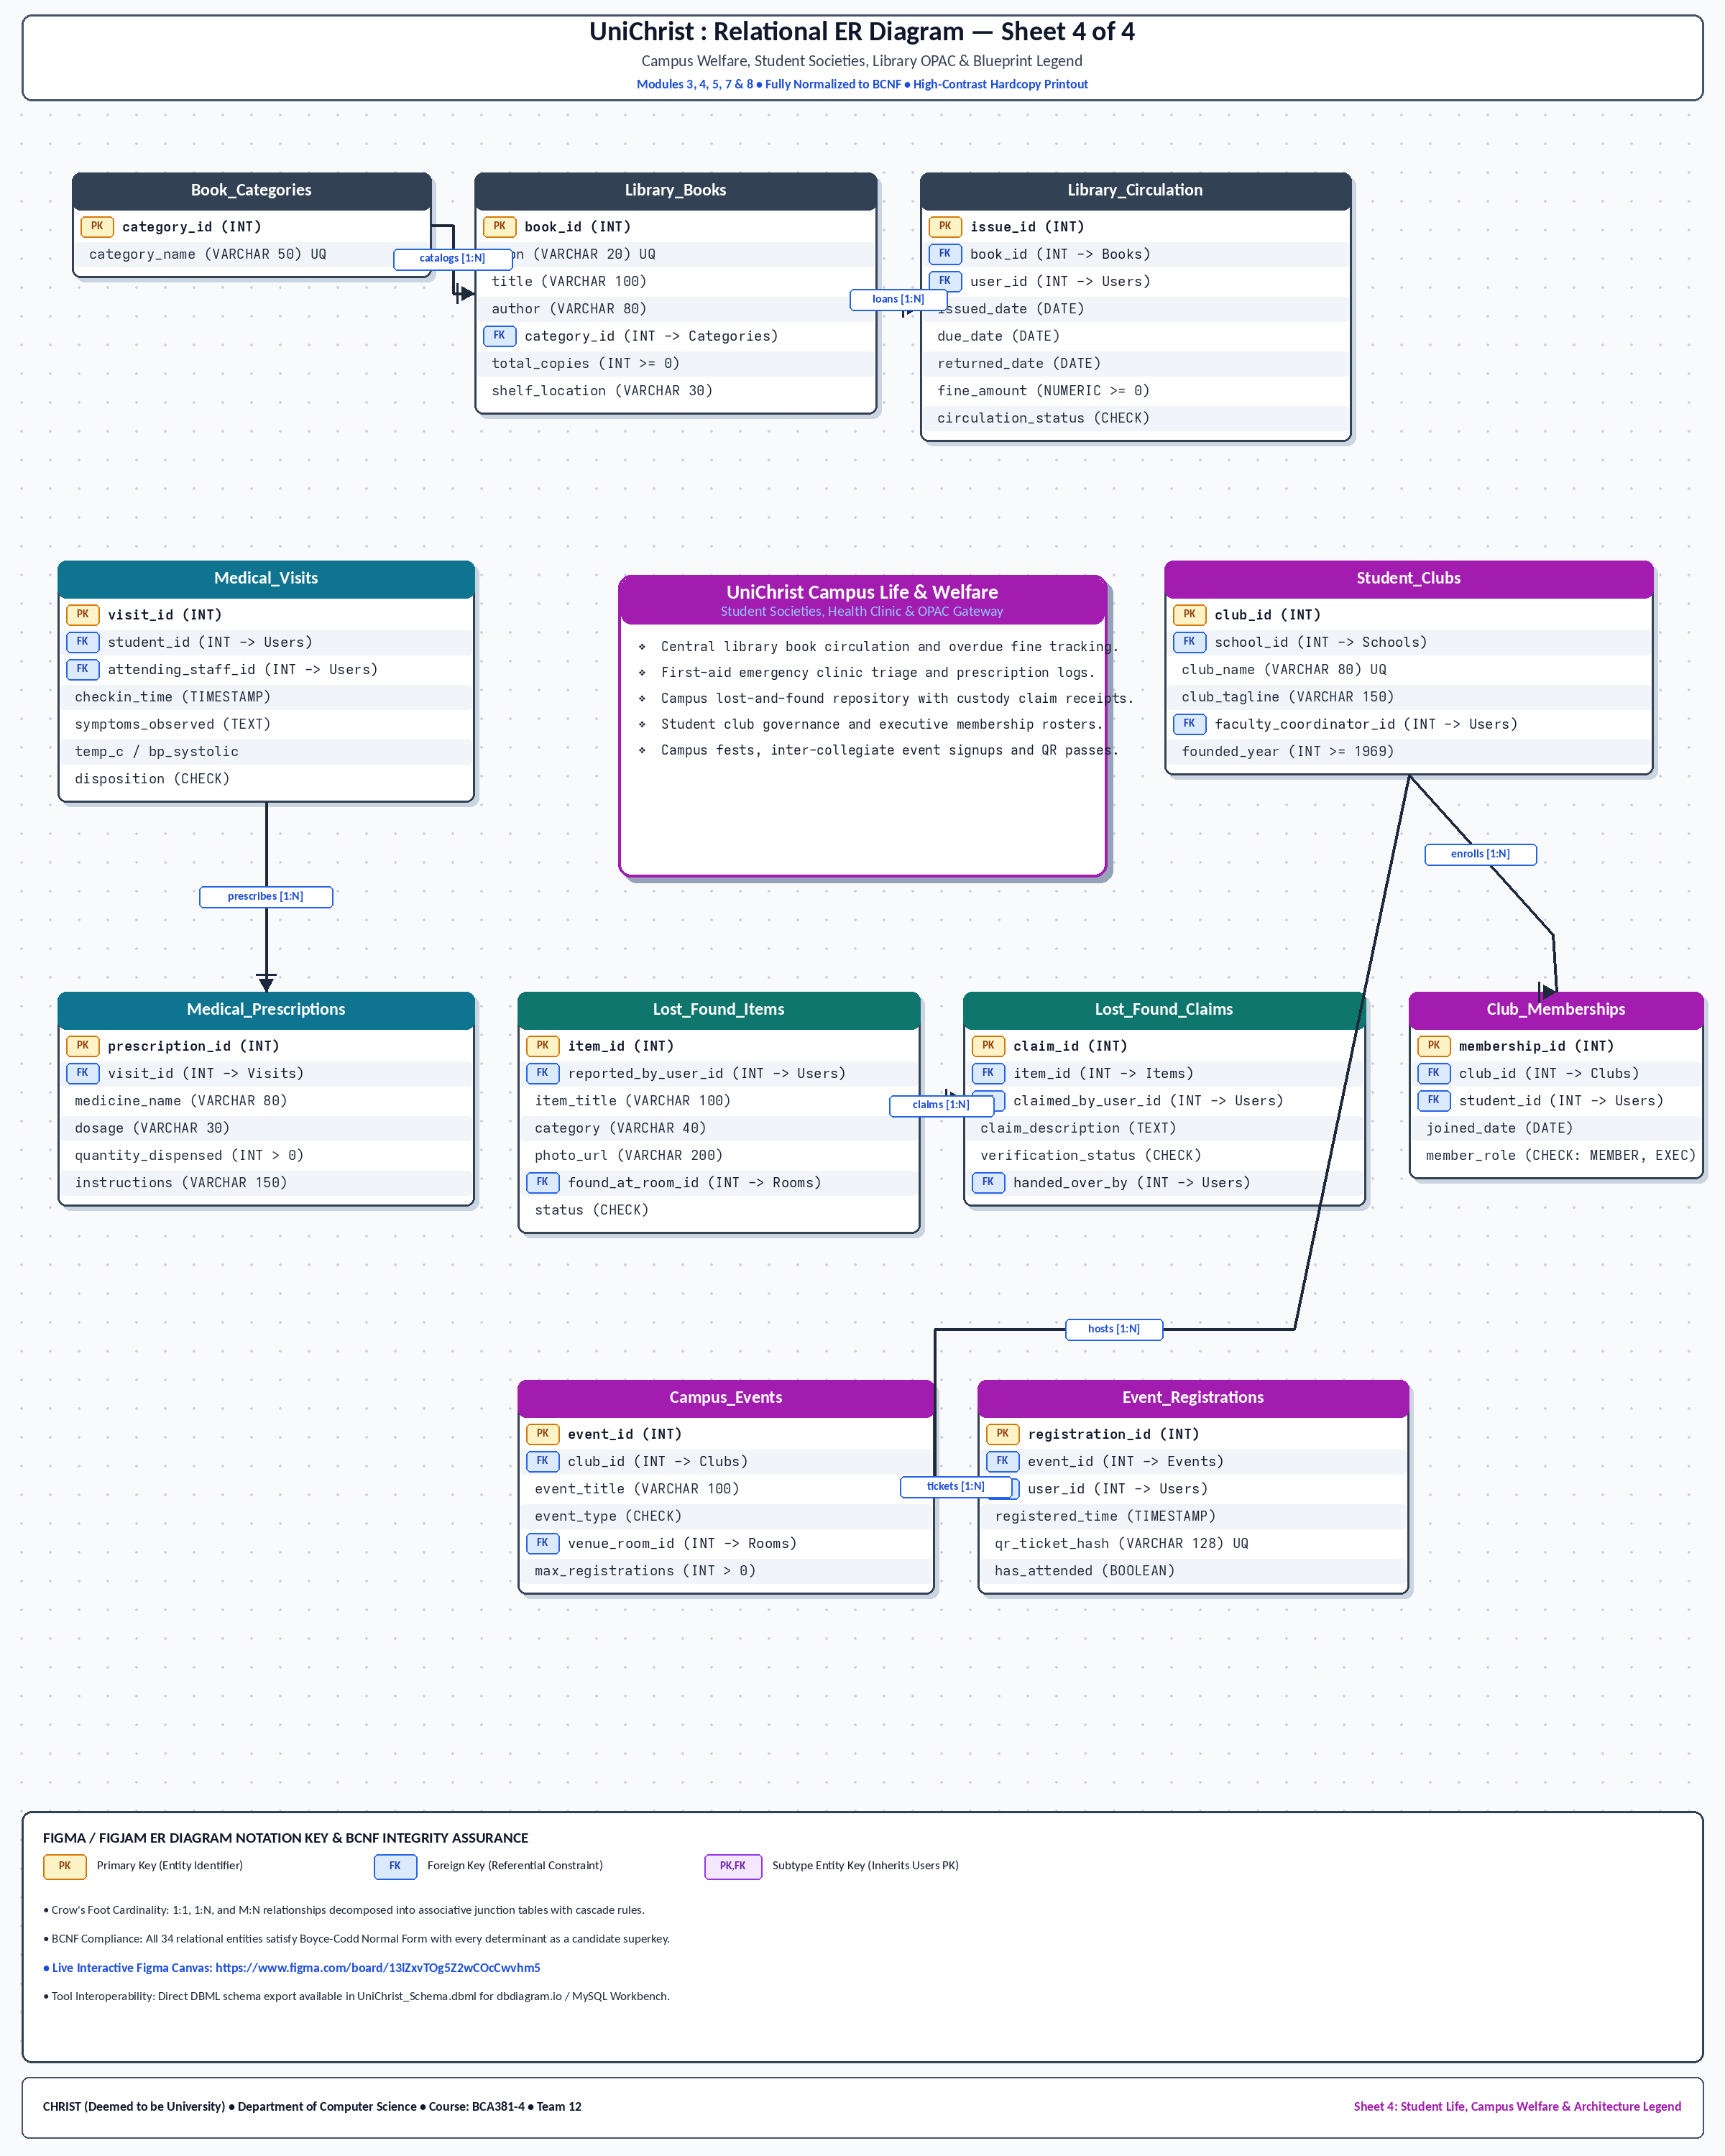 UniChrist : Relational ER Diagram — Sheet 4 of 4
Campus Welfare, Student Societies, Library OPAC & Blueprint Legend
Modules 3, 4, 5, 7 & 8 ● Fully Normalized to BCNF ● High-Contrast Hardcopy Printout
Book_Categories
PK category_id (INT)
category_name (VARCHAR 50) UQ
catalogs [1:N]
Library_Books
PK book_id (INT)
(VARCHAR 20) UQ
title (VARCHAR 100)
author (VARCHAR 80)
FK category_id (INT -> Categories)
total_copies (INT >= 0)
shelf_location (VARCHAR 30)
loans [1:N]
Library_Circulation
PK issue_id (INT)
FK book_id (INT -> Books)
FK user_id (INT -> Users)
issued_date (DATE)
due_date (DATE)
returned_date (DATE)
fine_amount (NUMERIC >= 0)
circulation_status (CHECK)
Medical_Visits
PK visit_id (INT)
FK student_id (INT -> Users)
FK attending_staff_id (INT -> Users)
checkin_time (TIMESTAMP)
symptoms_observed (TEXT)
temp_c / bp_systolic
disposition (CHECK)
UniChrist Campus Life & Welfare
Student Societies, Health Clinic & OPAC Gateway
❖ Central library book circulation and overdue fine tracking.
❖ First-aid emergency clinic triage and prescription logs.
❖ Campus lost-and-found repository with custody claim receipts.
❖ Student club governance and executive membership rosters.
❖ Campus fests, inter-collegiate event signups and QR passes.
Student_Clubs
PK club_id (INT)
FK school_id (INT -> Schools)
club_name (VARCHAR 80) UQ
club_tagline (VARCHAR 150)
FK faculty_coordinator_id (INT -> Users)
founded_year (INT >= 1969)
enrolls [1:N]
prescribes [1:N]
Medical_Prescriptions
PK prescription_id (INT)
FK visit_id (INT -> Visits)
medicine_name (VARCHAR 80)
dosage (VARCHAR 30)
quantity_dispensed (INT > 0)
instructions (VARCHAR 150)
Lost_Found_Items
PK item_id (INT)
FK reported_by_user_id (INT -> Users)
item_title (VARCHAR 100)
category (VARCHAR 40)
photo_url (VARCHAR 200)
FK found_at_room_id (INT -> Rooms)
status (CHECK)
claims [1:N]
Lost_Found_Claims
PK claim_id (INT)
FK item_id (INT -> Items)
claimed_by_user_id (INT -> Users)
claim_description (TEXT)
verification_status (CHECK)
FK handed_over_by (INT -> Users)
Club_Memberships
PK membership_id (INT)
FK club_id (INT -> Clubs)
FK student_id (INT -> Users)
joined_date (DATE)
member_role (CHECK: MEMBER, EXEC)
hosts [1:N]
Campus_Events
PK event_id (INT)
FK club_id (INT -> Clubs)
event_title (VARCHAR 100)
event_type (CHECK)
FK venue_room_id (INT -> Rooms)
max_registrations (INT > 0)
tickets [1:N]
Event_Registrations
PK registration_id (INT)
FK event_id (INT -> Events)
user_id (INT -> Users)
registered_time (TIMESTAMP)
qr_ticket_hash (VARCHAR 128) UQ
has_attended (BOOLEAN)
FIGMA / FIGJAM ER DIAGRAM NOTATION KEY & BCNF INTEGRITY ASSURANCE
PK Primary Key (Entity Identifier)
FK Foreign Key (Referential Constraint)
PK,FK Subtype Entity Key (Inherits Users PK)
• Crow's Foot Cardinality: 1:1, 1:N, and M:N relationships decomposed into associative junction tables with cascade rules.
• BCNF Compliance: All 34 relational entities satisfy Boyce-Codd Normal Form with every determinant as a candidate superkey.
• Live Interactive Figma Canvas: https://www.figma.com/board/13lZxvTOg5Z2wCOcCwvhm5
• Tool Interoperability: Direct DBML schema export available in UniChrist_Schema.dbml for dbdiagram.io / MySQL Workbench.
CHRIST (Deemed to be University) ● Department of Computer Science ● Course: BCA381-4 ● Team 12
Sheet 4: Student Life, Campus Welfare & Architecture Legend